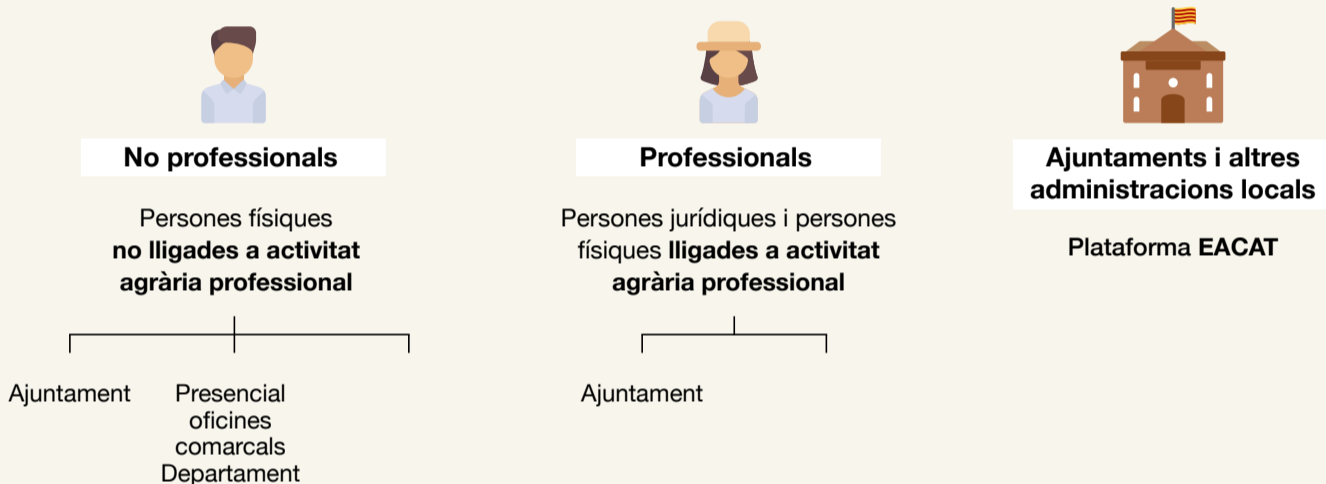 No professionals
Persones físiques
no lligades a activitat
agrària professional
Ajuntament
Presencial
oficines
comarcals
Departament
Professionals
Persones jurídiques i persones
físiques lligades a activitat
agrària professional
Ajuntament
Ajuntaments i altres
administracions locals
Plataforma EACAT